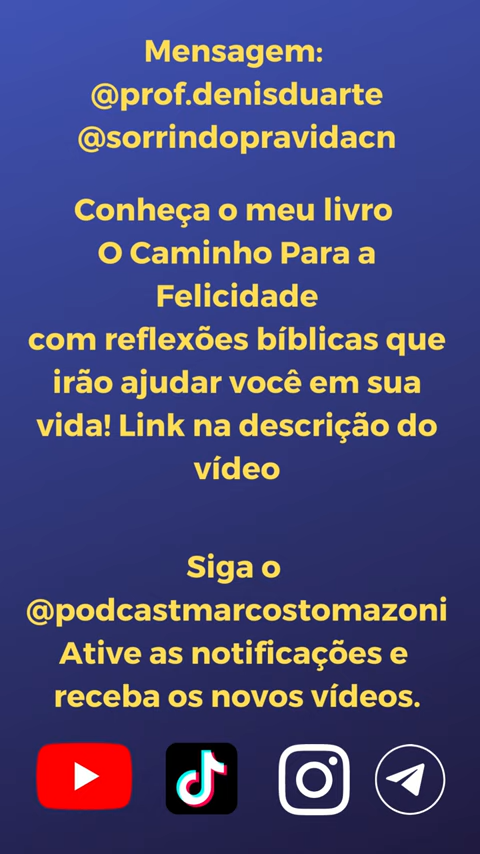 Mensagem:
@prof.denisduarte
@sorrindopravidacn
Conheça o meu livro
O Caminho Para a
Felicidade
com reflexões bíblicas que
irão ajudar você em sua
vida! Link na descrição do
vídeo
Siga o
@podcastmarcostomazoni
Ative as notificações e
receba os novos vídeos.